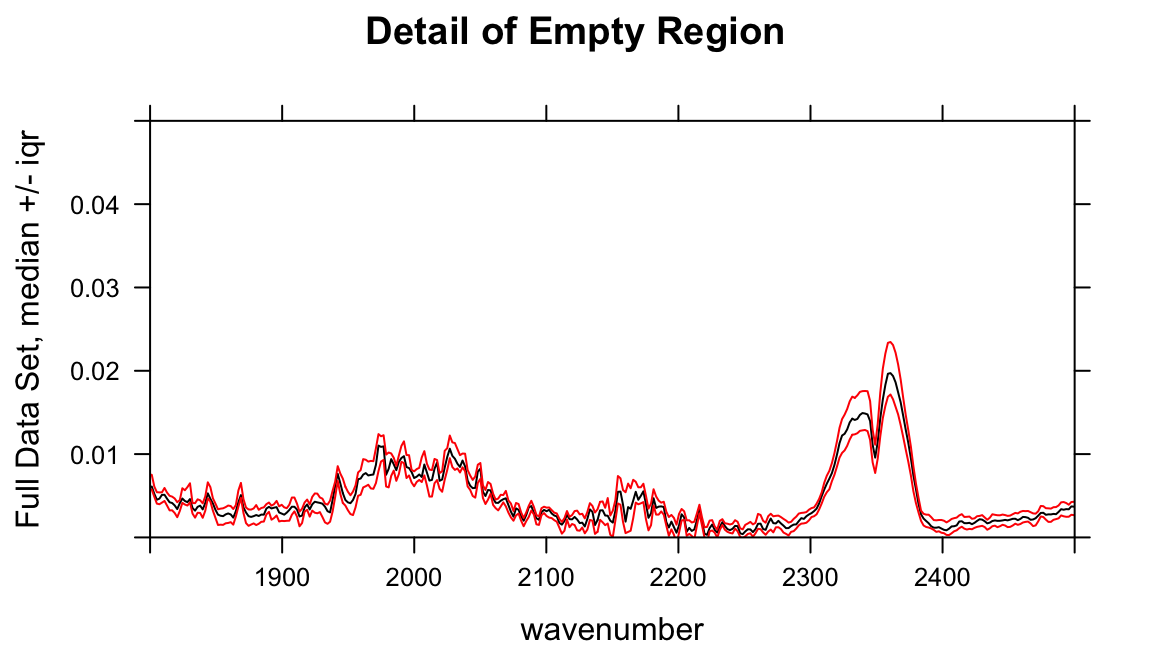 Detail of Empty Region
Full Data Set, median +/- iqr
0.04
0.03
0.02
0.01
1900 2000 2100 2200 2300 2400
wavenumber